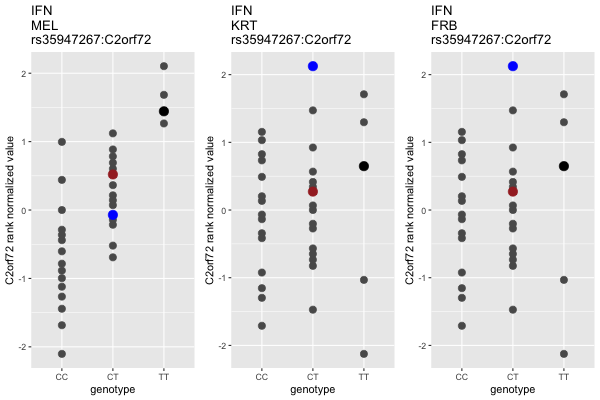 IFN
MEL
rs35947267:C2orf72
C2orf72 rank normalized value
2
1
0
-1
-2
CC CT TT
genotype
IFN
KRT
rs35947267:C2orf72
C2orf72 rank normalized value
2
1
0
-1
-2
CC CT TT
genotype
IFN
FRB
rs35947267:C2orf72
C2orf72 rank normalized value
2
1
0
-1
-2
CC CT TT
genotype